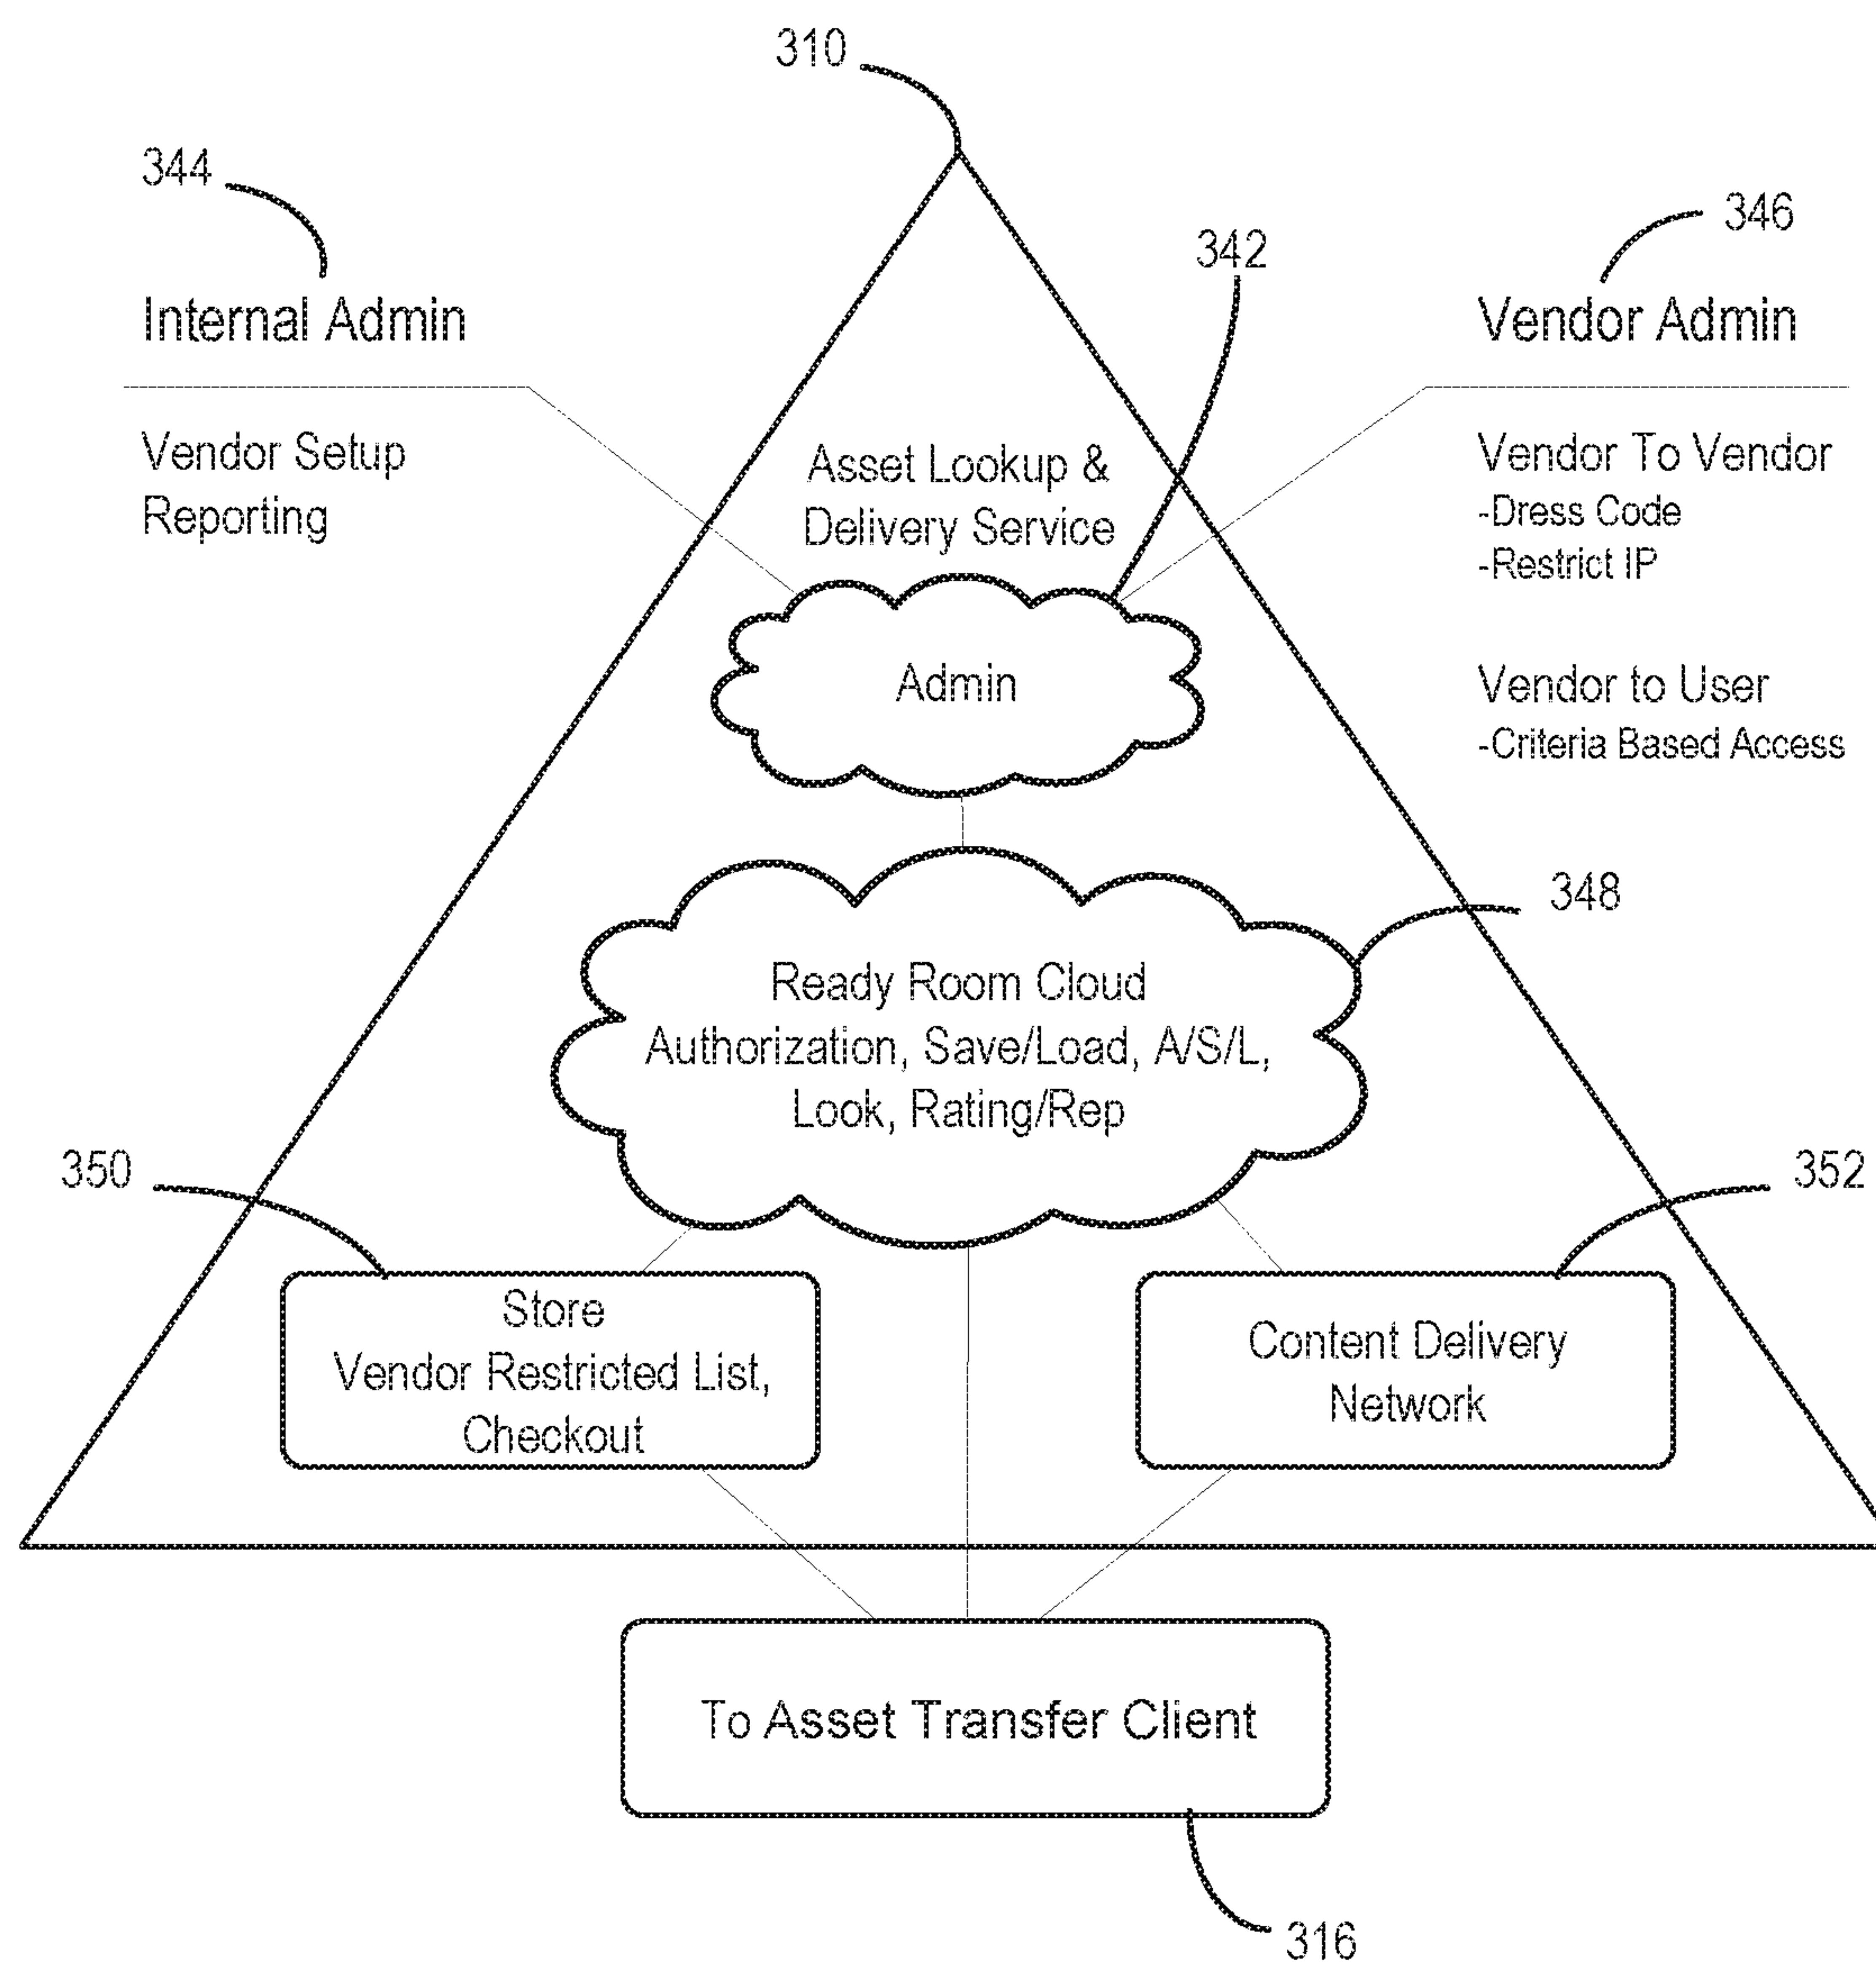 310
344
346
342
Internal Admin
Vendor Admin
Vendor Setup
Reporting
Asset Lookup &
Delivery Service
Vendor To Vendor
-Dress Code
-Restrict IP
Admin
Vendor to User
-Criteria Based Access
348
Ready Room Cloud
Authorization, Save/Load, A/S/L,
Look, Rating/Rep
350
352
Store
Vendor Restricted List,
Checkout
Content Delivery
Network
To Asset Transfer Client
316